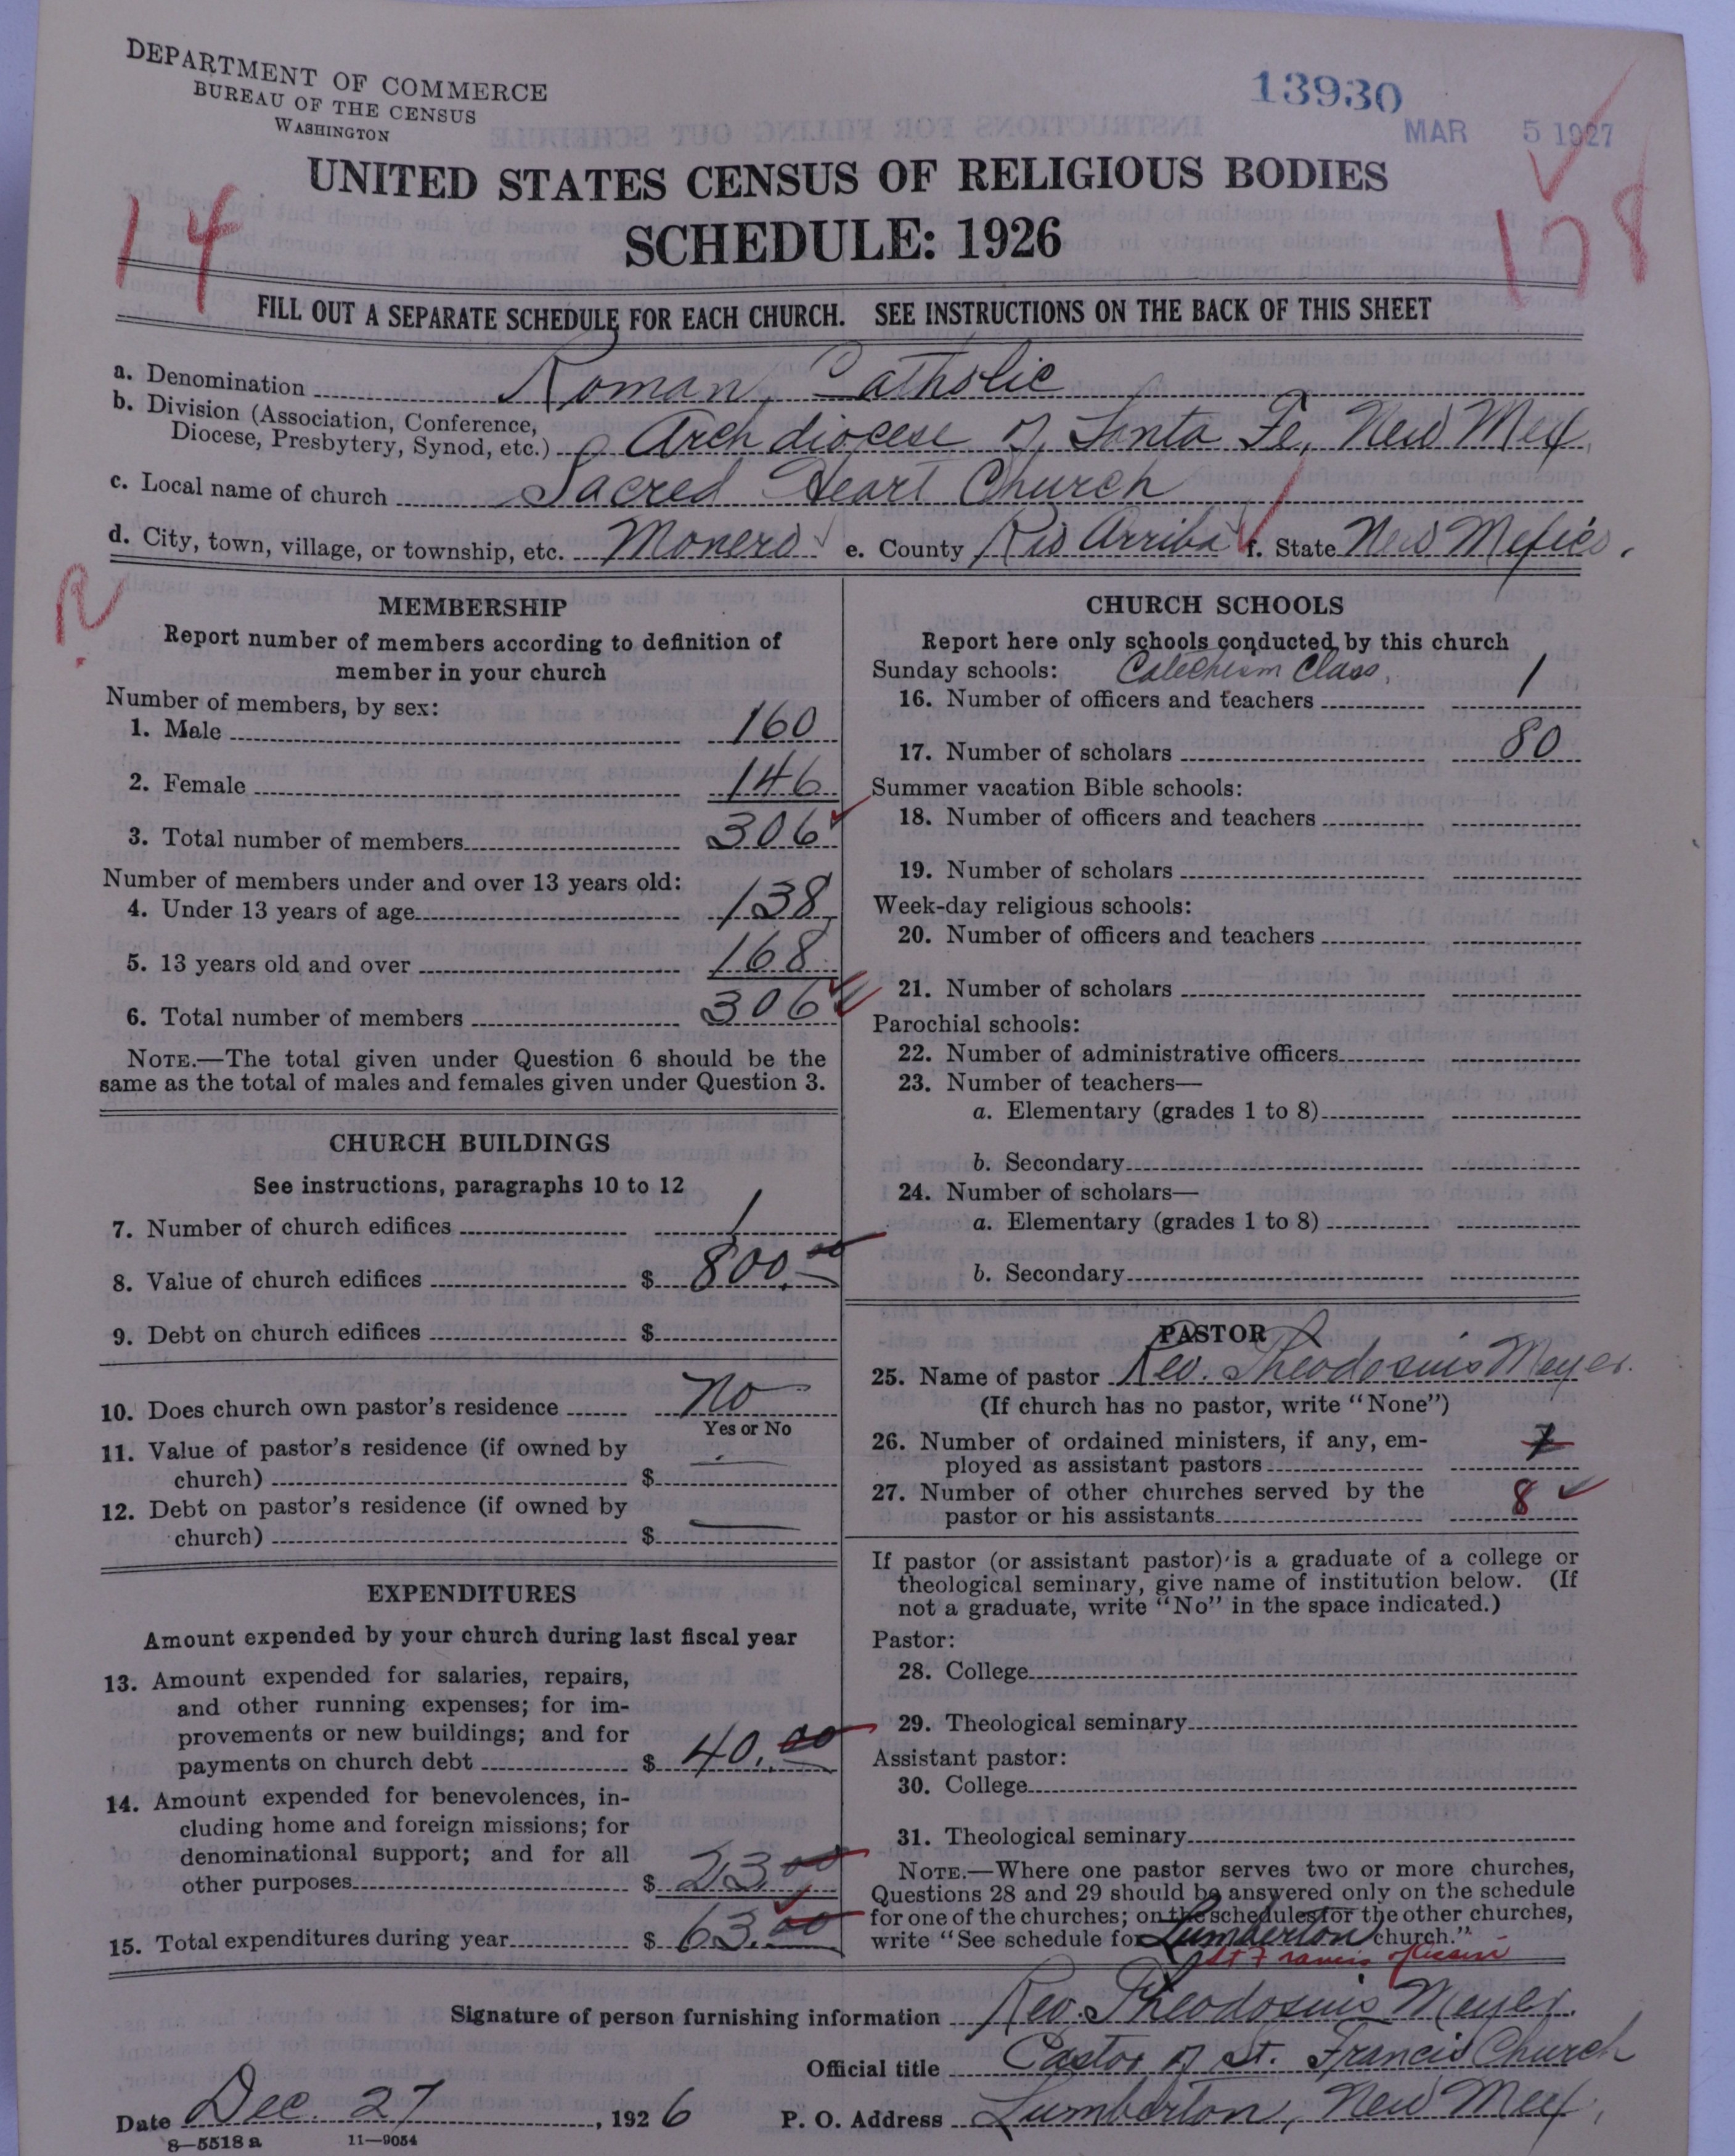 DEPARTMENT OF COMMERCE
BUREAU OF THE CENSUS
WASHINGTON
13930
MAR 5 1927
UNITED STATES CENSUS OF RELIGIOUS BODIES
SCHEDULE: 1926
14
FILL OUT A SEPARATE SCHEDULE FOR EACH CHURCH. SEE INSTRUCTIONS ON THE BACK OF THIS SHEET
a. Denomination Roman Catholic
b. Division (Association, Conference,
Diocese, Presbytery, Synod, etc.) Archdiocese of Santa Fe, New Mex.
c. Local name of church Sacred Heart Church
d. City, town, village, or township, etc. Monero e. County Rio Arriba f. State New Mexico.
MEMBERSHIP
Report number of members according to definition of
member in your church
Number of members, by sex:
1. Male 160
2. Female 146
3. Total number of members 306
Number of members under and over 13 years old:
4. Under 13 years of age 138
5. 13 years old and over 168
6. Total number of members 306
NOTE.—The total given under Question 6 should be the
same as the total of males and females given under Question 3.
CHURCH BUILDINGS
See instructions, paragraphs 10 to 12
7. Number of church edifices 1
8. Value of church edifices $ 800.00
9. Debt on church edifices $
10. Does church own pastor's residence No
Yes or No
11. Value of pastor's residence (if owned by
church) $
12. Debt on pastor's residence (if owned by
church) $
EXPENDITURES
Amount expended by your church during last fiscal year
13. Amount expended for salaries, repairs,
and other running expenses; for im-
provements or new buildings; and for
payments on church debt $ 40.00
14. Amount expended for benevolences, in-
cluding home and foreign missions; for
denominational support; and for all
other purposes $ 23.00
15. Total expenditures during year $ 63.00
CHURCH SCHOOLS
Report here only schools conducted by this church
Sunday schools: Catechism Class.
16. Number of officers and teachers 1
17. Number of scholars 80
Summer vacation Bible schools:
18. Number of officers and teachers
19. Number of scholars
Week-day religious schools:
20. Number of officers and teachers
21. Number of scholars
Parochial schools:
22. Number of administrative officers
23. Number of teachers—
a. Elementary (grades 1 to 8)
b. Secondary
24. Number of scholars—
a. Elementary (grades 1 to 8)
b. Secondary
PASTOR
25. Name of pastor Rev. Theodosius Meyer.
(If church has no pastor, write "None")
26. Number of ordained ministers, if any, em-
ployed as assistant pastors 7
27. Number of other churches served by the
pastor or his assistants 8
If pastor (or assistant pastor) is a graduate of a college or
theological seminary, give name of institution below. (If
not a graduate, write "No" in the space indicated.)
Pastor:
28. College
29. Theological seminary
Assistant pastor:
30. College
31. Theological seminary
NOTE.—Where one pastor serves two or more churches,
Questions 28 and 29 should be answered only on the schedule
for one of the churches; on the schedules for the other churches,
write "See schedule for Lumberton church."
St Francis of Assisi
Signature of person furnishing information Rev. Theodosius Meyer.
Official title Pastor of St. Francis Church
Date Dec. 27, 1926 P. O. Address Lumberton, New Mex.
8—5518 a 11—9054